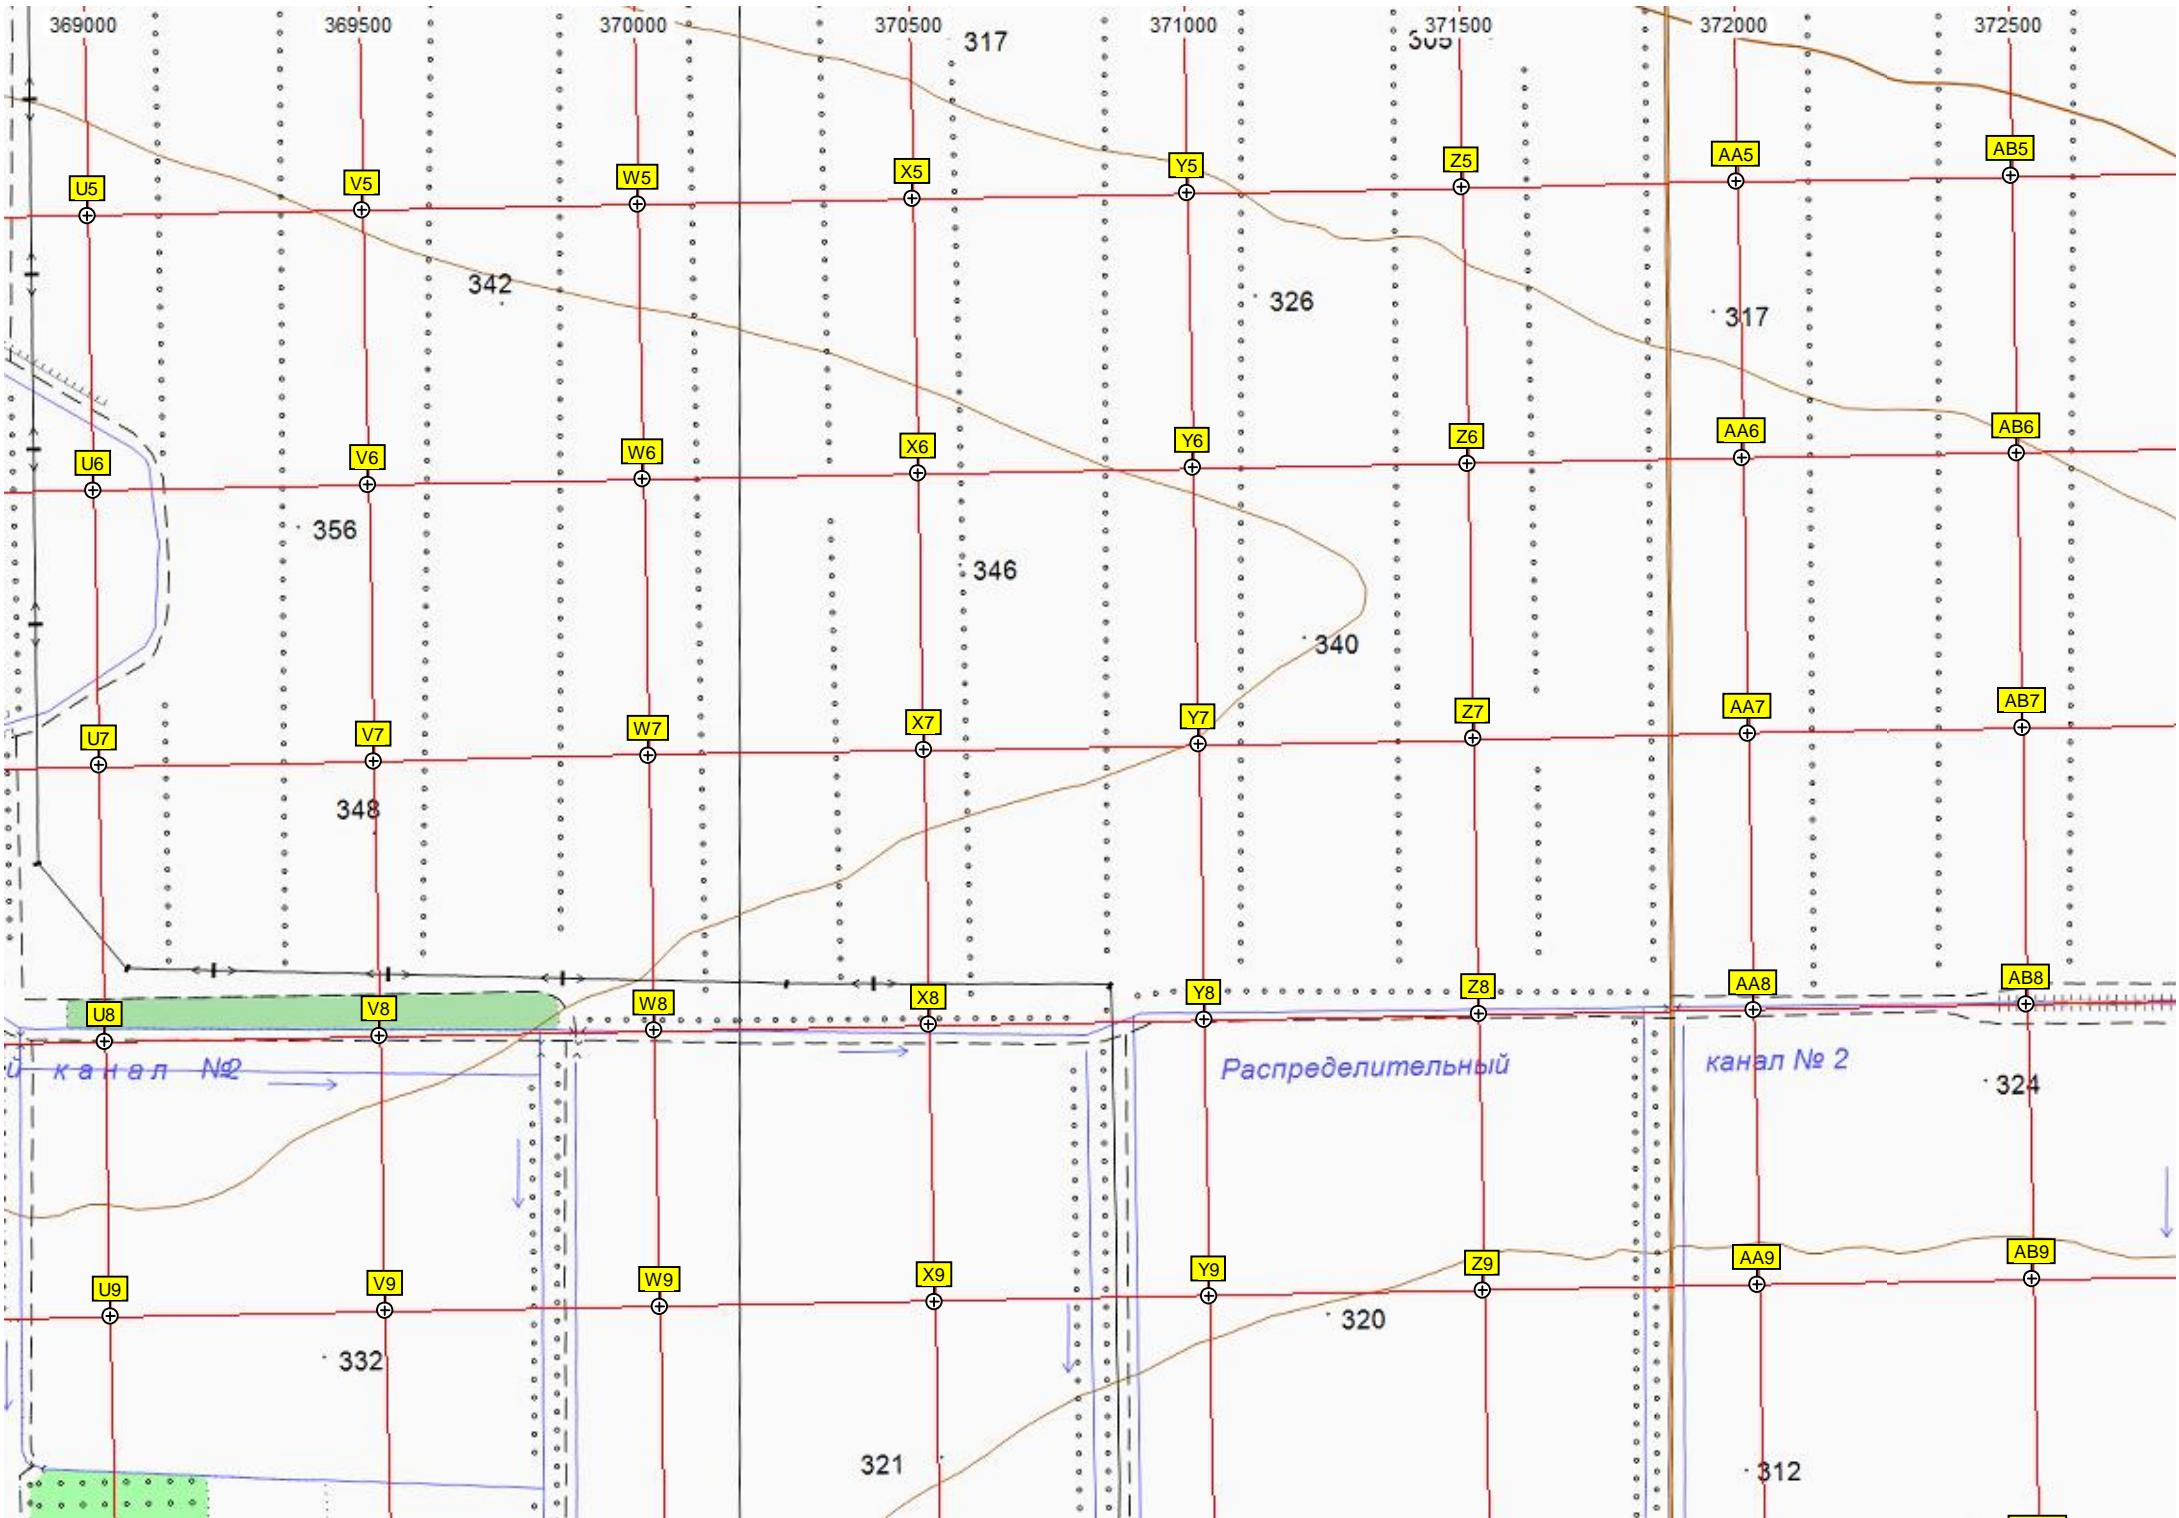 369000 369500 370000 370500 371000 371500 372000 372500
317 305
U5 V5 W5 X5 Y5 Z5 AA5 AB5
342 326 317
U6 V6 W6 X6 Y6 Z6 AA6 AB6
356 346
340
U7 V7 W7 X7 Y7 Z7 AA7 AB7
348
U8 V8 W8 X8 Y8 Z8 AA8 AB8
й канал №2 Распределительный канал № 2
324
U9 V9 W9 X9 Y9 Z9 AA9 AB9
332 320
321 312